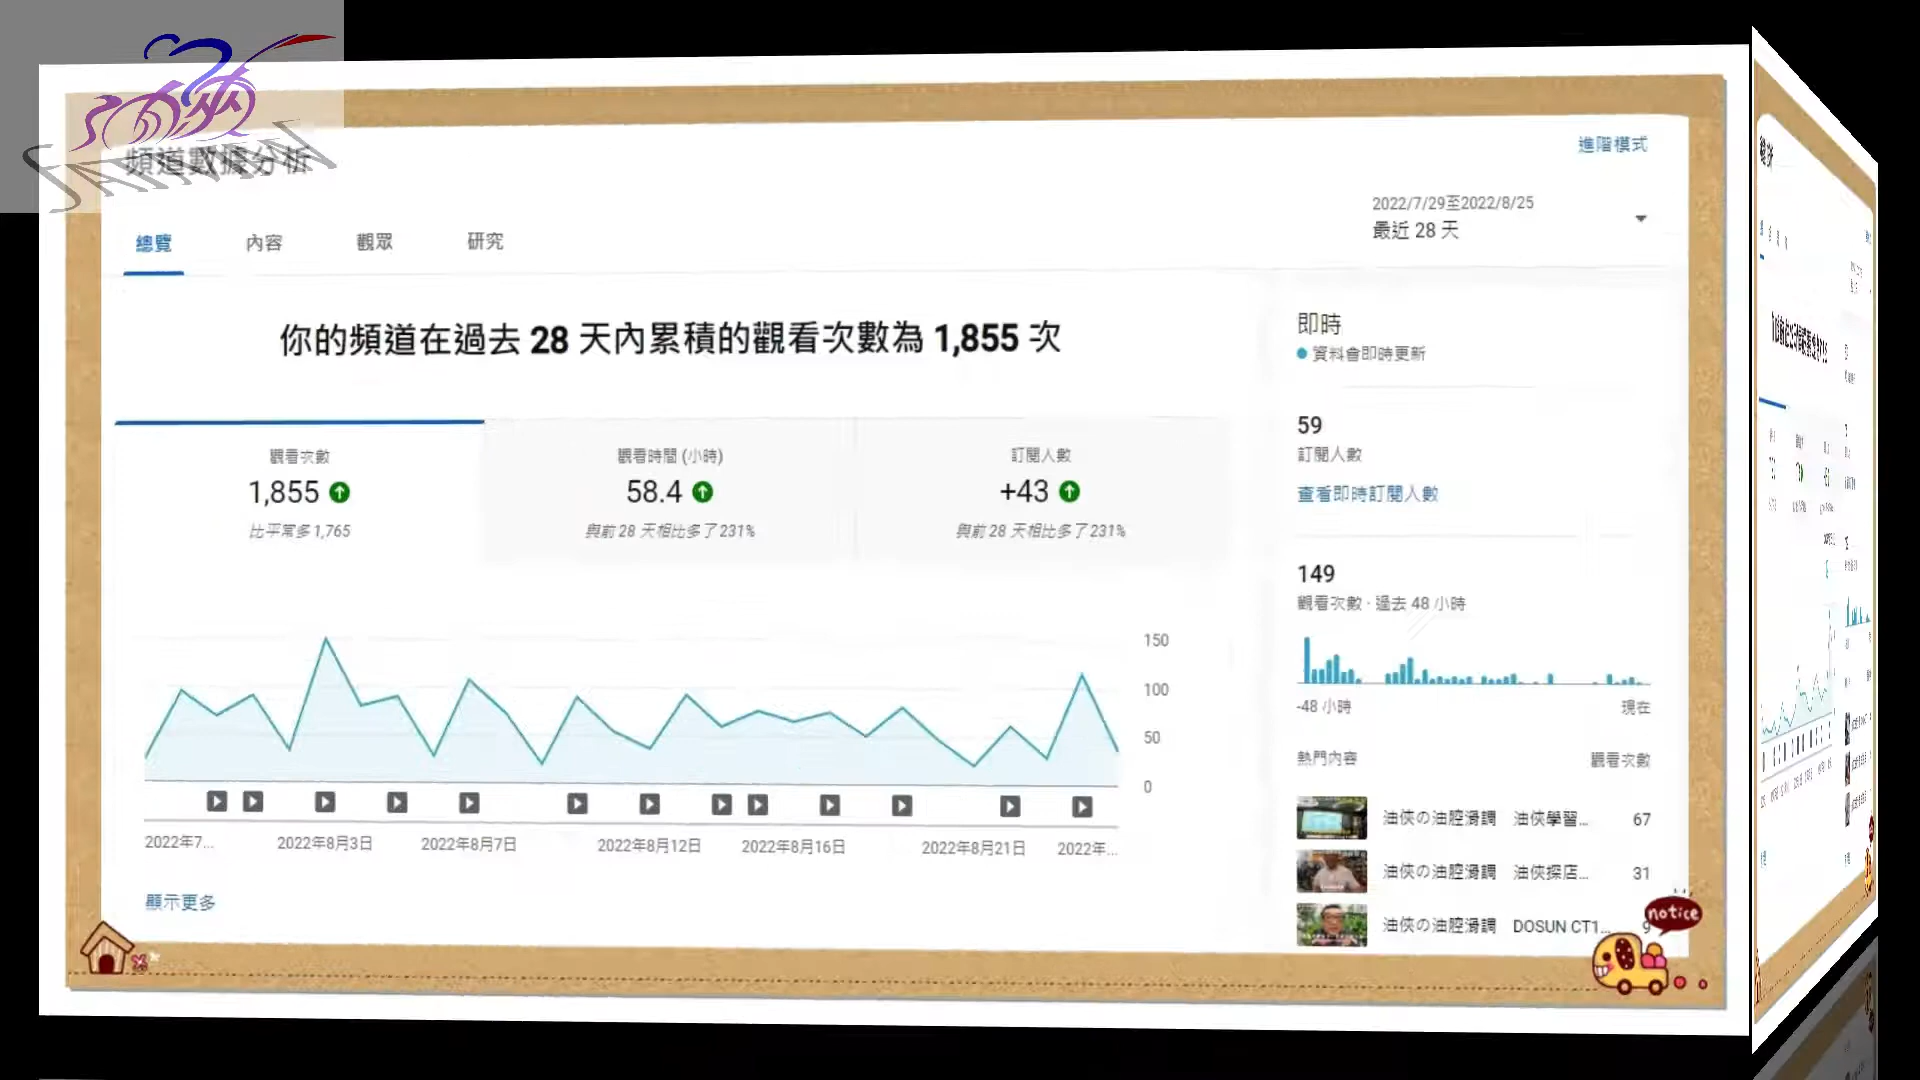 油俠
SAILMAN
頻道數據分析
進階模式
2022/7/29至2022/8/25
最近 28 天
總覽
內容
觀眾
研究
你的頻道在過去 28 天內累積的觀看次數為 1,855 次
觀看次數
1,855
比平常多 1,765
觀看時間 (小時)
58.4
與前 28 天相比多了 231%
訂閱人數
+43
與前 28 天相比多了 231%
150
100
50
0
2022年7...
2022年8月3日
2022年8月7日
2022年8月12日
2022年8月16日
2022年8月21日
2022年...
顯示更多
即時
資料會即時更新
59
訂閱人數
查看即時訂閱人數
149
觀看次數 · 過去 48 小時
-48 小時
現在
熱門內容
觀看次數
油俠の油腔滑調 油俠學習... 67
油俠の油腔滑調 油俠探店... 31
油俠の油腔滑調 DOSUN CT1... 9
notice